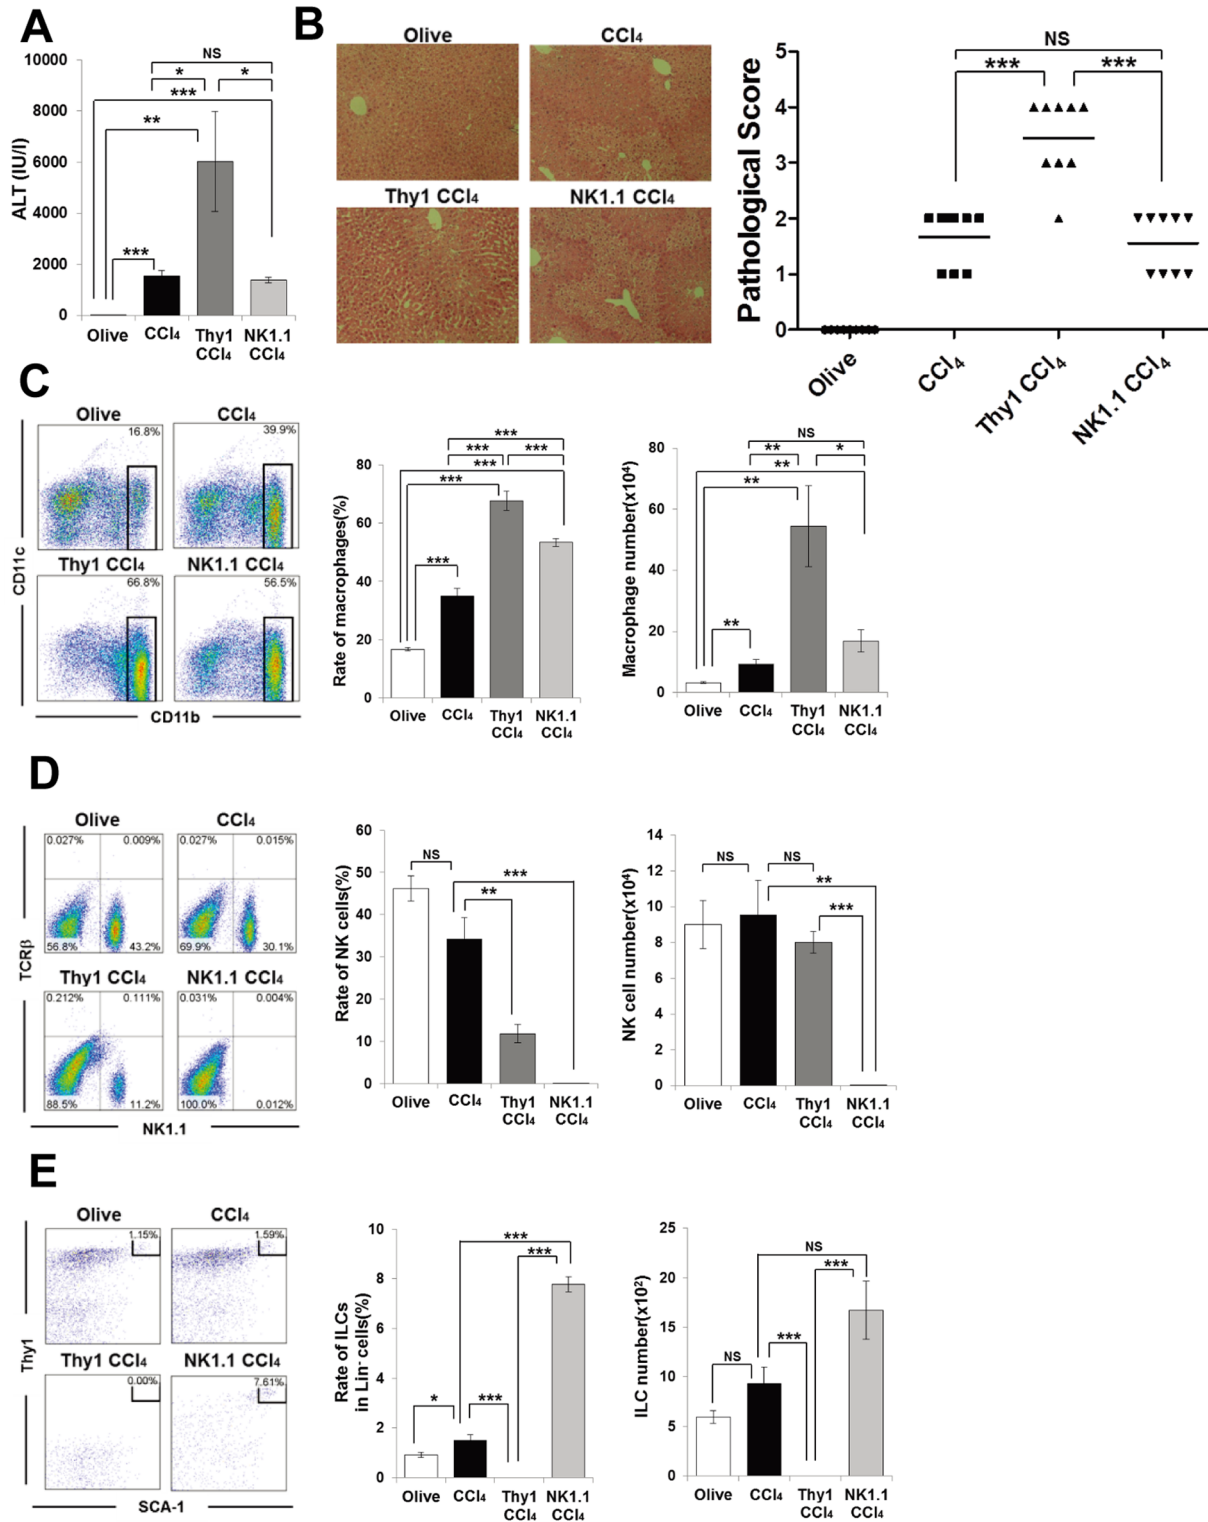 A
10000
8000
6000
4000
2000
0
ALT (IU/l)
NS
*
*
***
**
***
Olive
CCl₄
Thy1
CCl₄
NK1.1
CCl₄
B
Olive
CCl₄
Thy1 CCl₄
NK1.1 CCl₄
Pathological Score
5
4
3
2
1
0
NS
***
***
Olive
CCl₄
Thy1 CCl₄
NK1.1 CCl₄
C
Olive
CCl₄
16.8%
39.9%
Thy1 CCl₄
NK1.1 CCl₄
66.8%
56.5%
CD11c
CD11b
Rate of macrophages(%)
80
60
40
20
0
***
***
***
***
***
***
Olive
CCl₄
Thy1
CCl₄
NK1.1
CCl₄
Macrophage number(x10⁴)
80
60
40
20
0
NS
**
*
**
**
**
Olive
CCl₄
Thy1
CCl₄
NK1.1
CCl₄
D
Olive
CCl₄
0.027%
0.009%
0.027%
0.015%
56.8%
43.2%
69.9%
30.1%
Thy1 CCl₄
NK1.1 CCl₄
0.212%
0.111%
0.031%
0.004%
88.5%
11.2%
100.0%
0.012%
TCRβ
NK1.1
Rate of NK cells(%)
60
50
40
30
20
10
0
NS
***
**
Olive
CCl₄
Thy1
CCl₄
NK1.1
CCl₄
NK cell number(x10⁴)
14
12
10
8
6
4
2
0
NS
NS
**
***
Olive
CCl₄
Thy1
CCl₄
NK1.1
CCl₄
E
Olive
CCl₄
1.15%
1.59%
Thy1 CCl₄
NK1.1 CCl₄
0.00%
7.61%
Thy1
SCA-1
Rate of ILCs
in Lin⁻ cells(%)
10
8
6
4
2
0
***
***
*
***
Olive
CCl₄
Thy1
CCl₄
NK1.1
CCl₄
ILC number(x10²)
25
20
15
10
5
0
NS
***
***
NS
Olive
CCl₄
Thy1
CCl₄
NK1.1
CCl₄